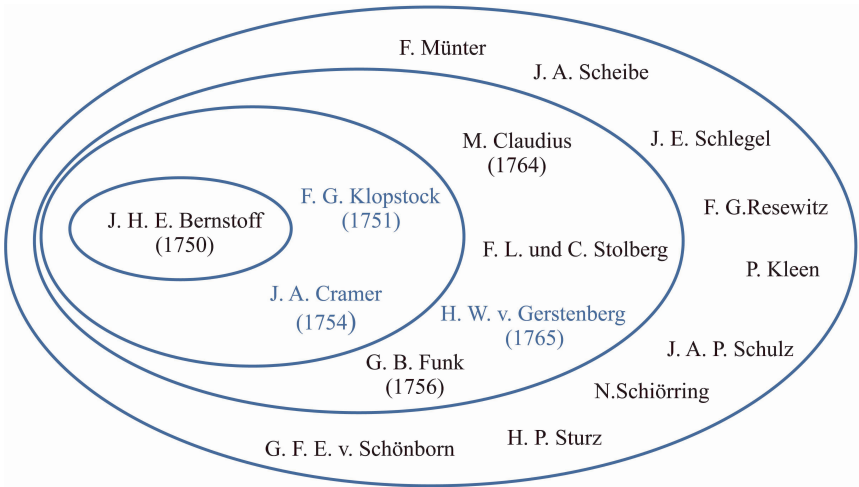 F. Münter
J. A. Scheibe
M. Claudius
(1764)
J. E. Schlegel
F. G. Klopstock
(1751)
F. G.Resewitz
J. H. E. Bernstoff
(1750)
F. L. und C. Stolberg
P. Kleen
J. A. Cramer
(1754)
H. W. v. Gerstenberg
(1765)
J. A. P. Schulz
G. B. Funk
(1756)
N.Schiörring
H. P. Sturz
G. F. E. v. Schönborn